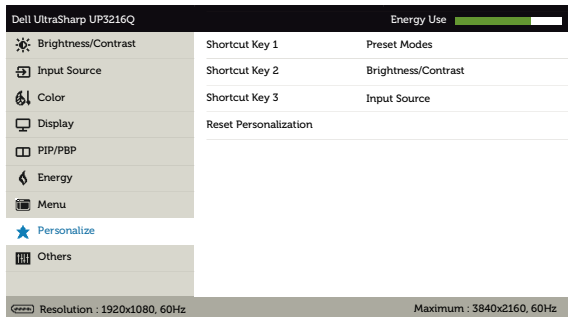 Dell UltraSharp UP3216Q Energy Use
Brightness/Contrast Shortcut Key 1 Preset Modes
Input Source Shortcut Key 2 Brightness/Contrast
Color Shortcut Key 3 Input Source
Display Reset Personalization
PIP/PBP
Energy
Menu
Personalize
Others
Resolution : 1920x1080, 60Hz Maximum : 3840x2160, 60Hz